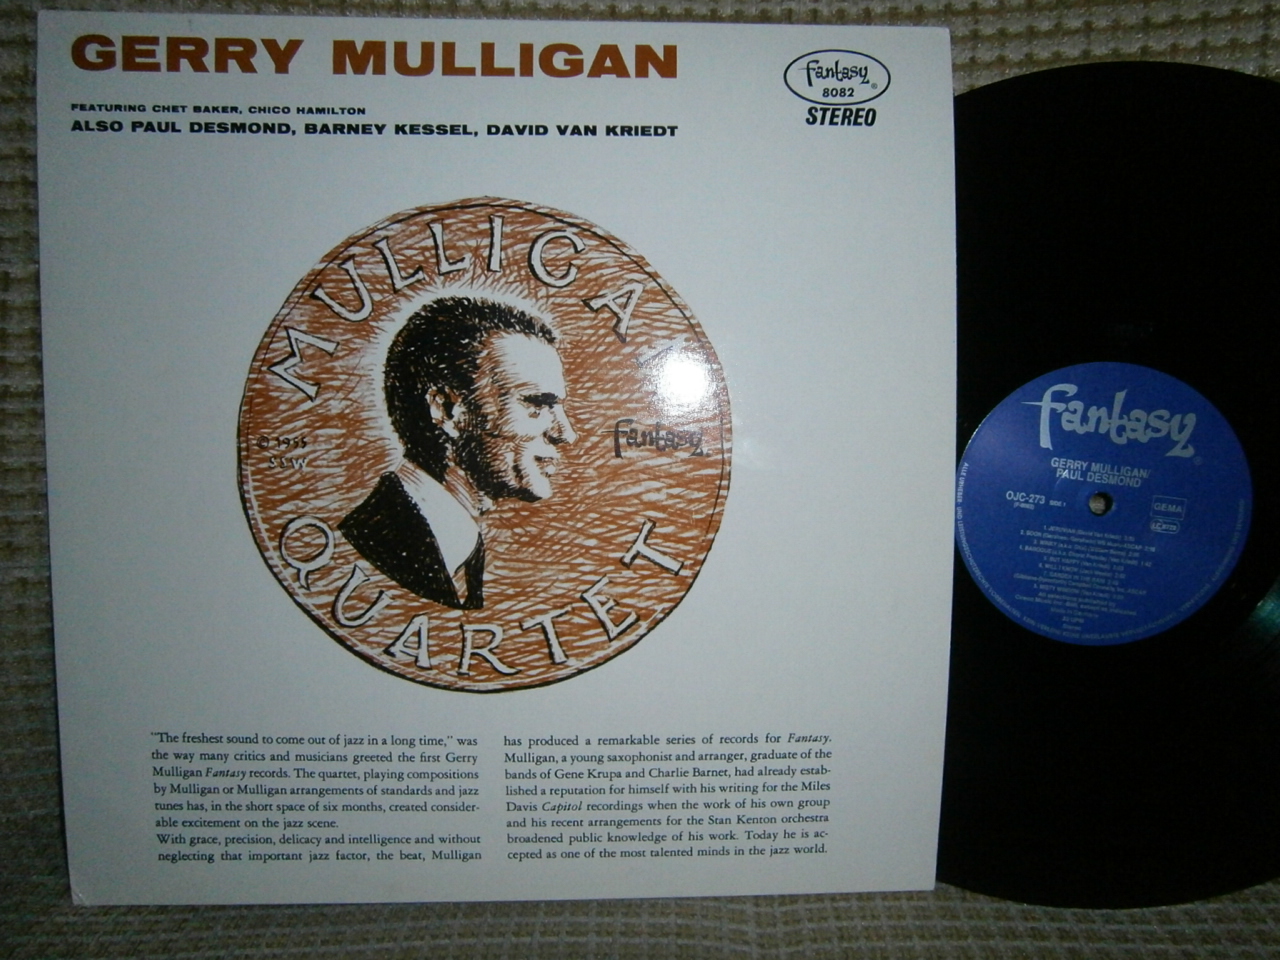 GERRY MULLIGAN
FEATURING CHET BAKER, CHICO HAMILTON
ALSO PAUL DESMOND, BARNEY KESSEL, DAVID VAN KRIEDT
Fantasy
8082
STEREO
MULLIGAN
© 1955
SSW
Fantasy
QUARTET
"The freshest sound to come out of jazz in a long time," was
the way many critics and musicians greeted the first Gerry
Mulligan Fantasy records. The quartet, playing compositions
by Mulligan or Mulligan arrangements of standards and jazz
tunes has, in the short space of six months, created consider-
able excitement on the jazz scene.
With grace, precision, delicacy and intelligence and without
neglecting that important jazz factor, the beat, Mulligan
has produced a remarkable series of records for Fantasy.
Mulligan, a young saxophonist and arranger, graduate of the
bands of Gene Krupa and Charlie Barnet, had already estab-
lished a reputation for himself with his writing for the Miles
Davis Capitol recordings when the work of his own group
and his recent arrangements for the Stan Kenton orchestra
broadened public knowledge of his work. Today he is ac-
cepted as one of the most talented minds in the jazz world.
fantasy
GERRY MULLIGAN/
PAUL DESMOND
OJC-273 SIDE 1
GEMA